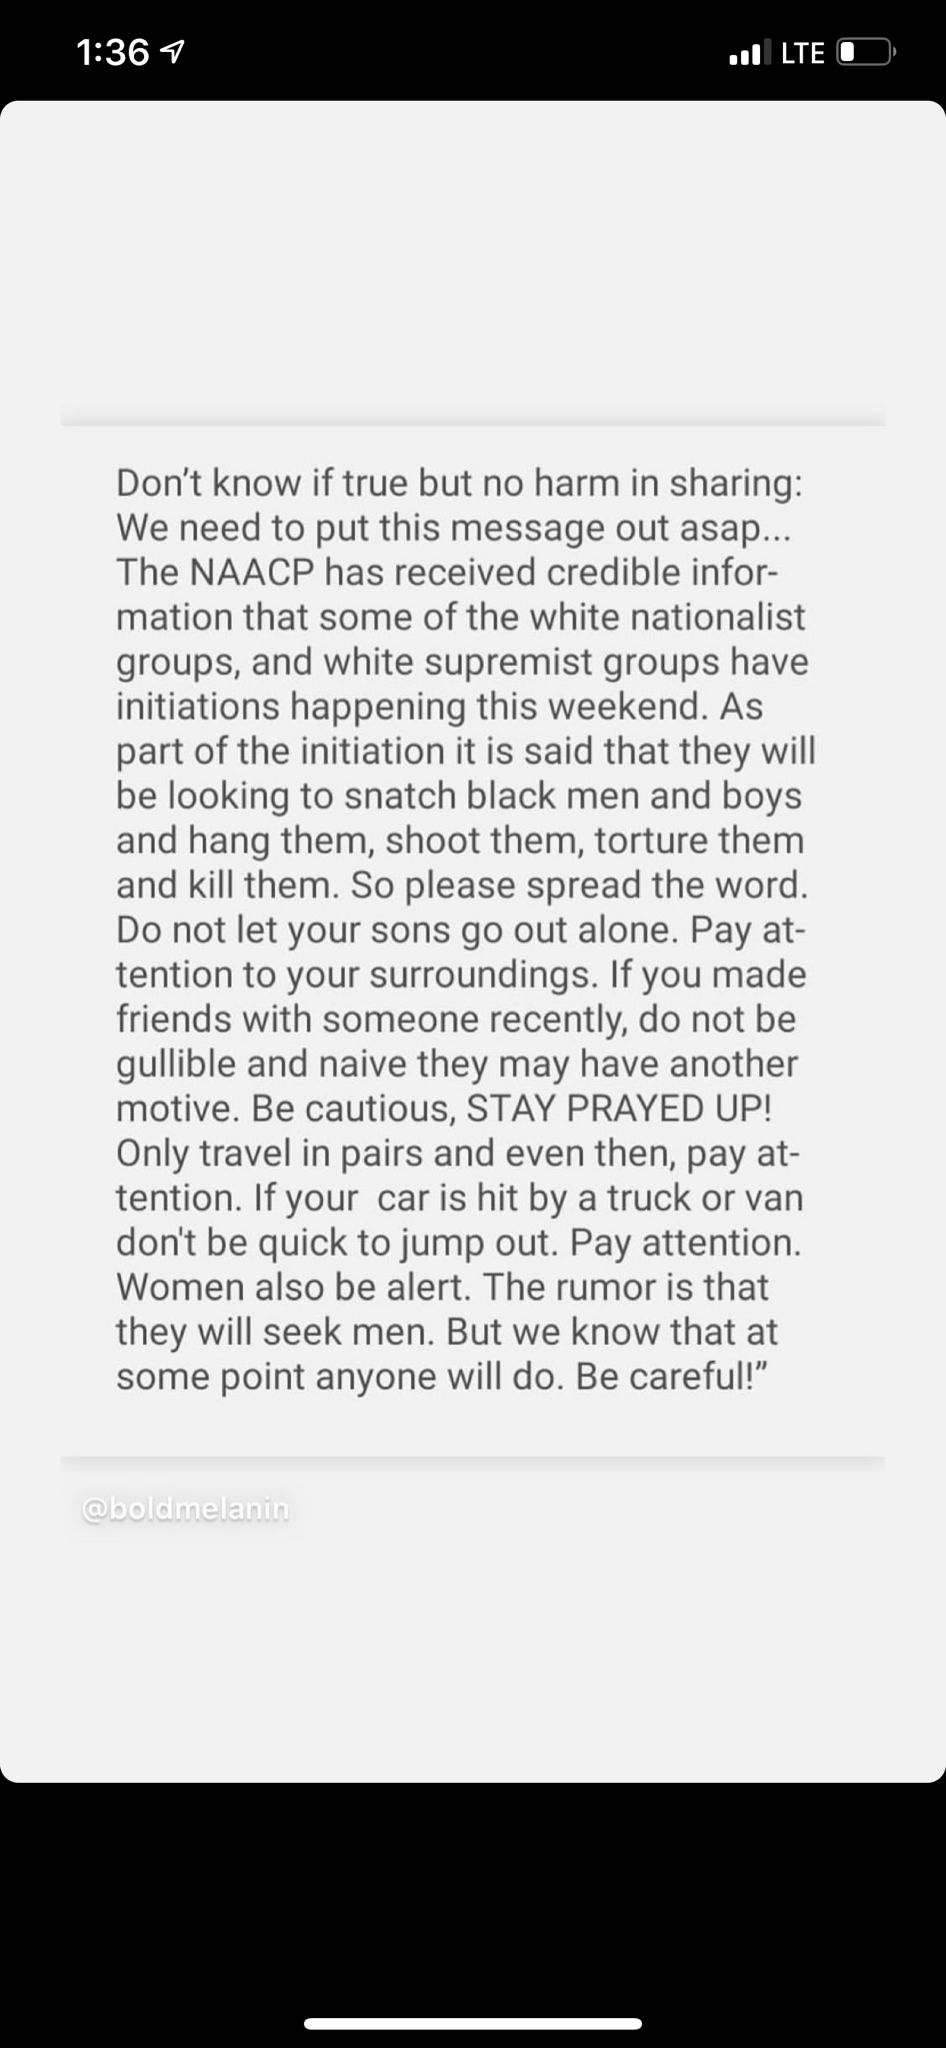 1:36 LTE
Don’t know if true but no harm in sharing:
We need to put this message out asap...
The NAACP has received credible infor-
mation that some of the white nationalist
groups, and white supremist groups have
initiations happening this weekend. As
part of the initiation it is said that they will
be looking to snatch black men and boys
and hang them, shoot them, torture them
and kill them. So please spread the word.
Do not let your sons go out alone. Pay at-
tention to your surroundings. If you made
friends with someone recently, do not be
gullible and naive they may have another
motive. Be cautious, STAY PRAYED UP!
Only travel in pairs and even then, pay at-
tention. If your  car is hit by a truck or van
don't be quick to jump out. Pay attention.
Women also be alert. The rumor is that
they will seek men. But we know that at
some point anyone will do. Be careful!”
@boldmelanin